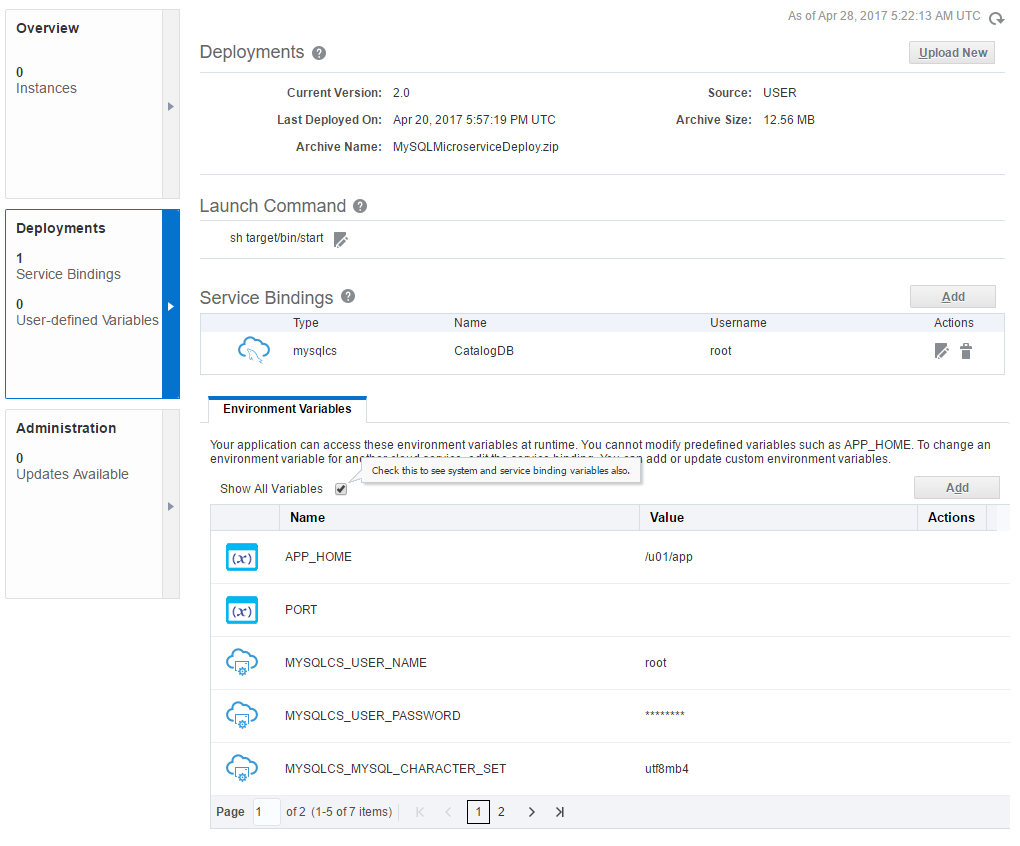 As of Apr 28, 2017 5:22:13 AM UTC
Overview
0
Instances
Deployments
1
Service Bindings
0
User-defined Variables
Administration
0
Updates Available
Deployments ?
Upload New
Current Version: 2.0
Source: USER
Last Deployed On: Apr 20, 2017 5:57:19 PM UTC
Archive Size: 12.56 MB
Archive Name: MySQLMicroserviceDeploy.zip
Launch Command ?
sh target/bin/start
Service Bindings ?
Add
Type Name Username Actions
mysqlcs CatalogDB root
Environment Variables
Your application can access these environment variables at runtime. You cannot modify predefined variables such as APP_HOME. To change an
environment variable for another cloud service, edit the service binding. You can add or update custom environment variables.
Check this to see system and service binding variables also.
Show All Variables
Add
Name Value Actions
(x) APP_HOME /u01/app
(x) PORT
MYSQLCS_USER_NAME root
MYSQLCS_USER_PASSWORD ********
MYSQLCS_MYSQL_CHARACTER_SET utf8mb4
Page 1 of 2 (1-5 of 7 items) 1 2